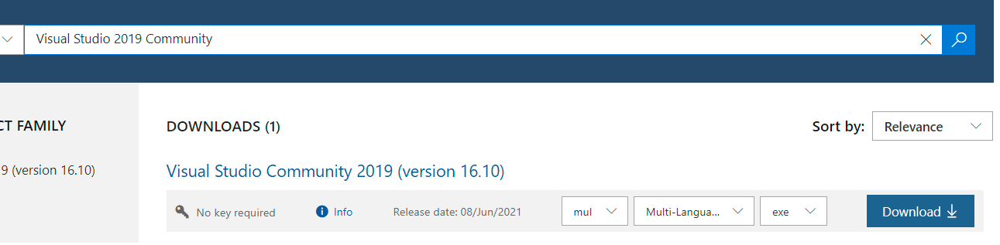 Visual Studio 2019 Community
CT FAMILY
DOWNLOADS (1)
Sort by:
Relevance
9 (version 16.10)
Visual Studio Community 2019 (version 16.10)
No key required
Info
Release date: 08/Jun/2021
mul
Multi-Langua...
exe
Download